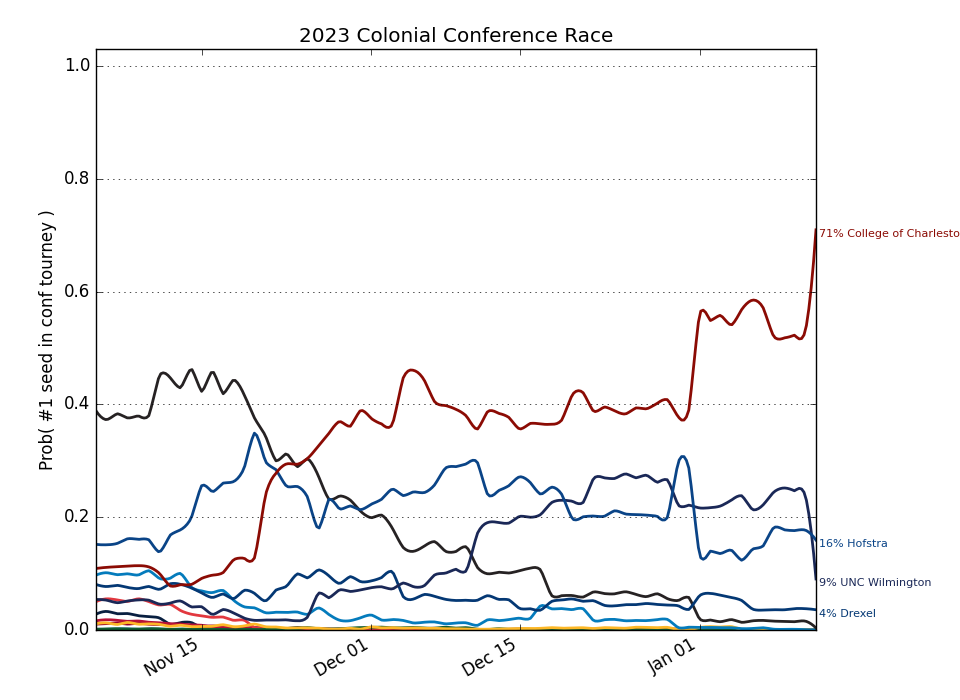 2023 Colonial Conference Race
Prob( #1 seed in conf tourney )
1.0
0.8
0.6
0.4
0.2
0.0
Nov 15
Dec 01
Dec 15
Jan 01
71% College of Charlesto
16% Hofstra
9% UNC Wilmington
4% Drexel